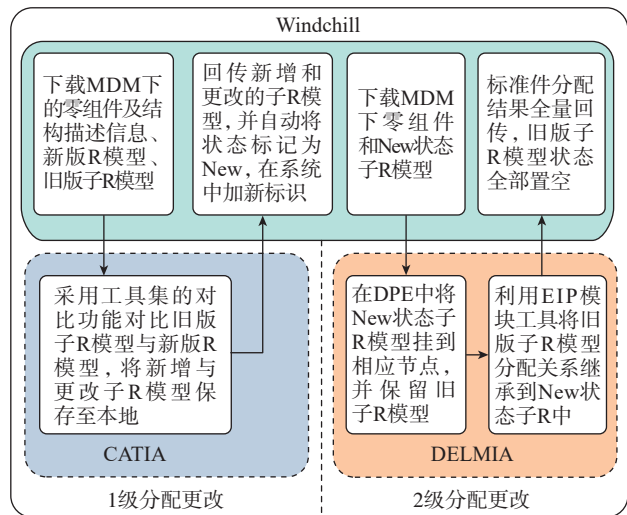 Windchill
下载MDM下
的零组件及结
构描述信息、
新版R模型、
旧版子R模型
回传新增和
更改的子R模
型,并自动将
状态标记为
New,在系统
中加新标识
下载MDM
下零组件
和New状态
子R模型
标准件分配
结果全量回
传，旧版子
R模型状态
全部置空
采用工具集的对
比功能对比旧版
子R模型与新版R
模型，将新增与
更改子R模型保
存至本地
CATIA
在DPE中将
New状态子
R模型挂到
相应节点，
并保留旧
子R模型
利用EIP模
块工具将旧
版子R模型
分配关系继
承到New状
态子R中
DELMIA
1级分配更改
2级分配更改